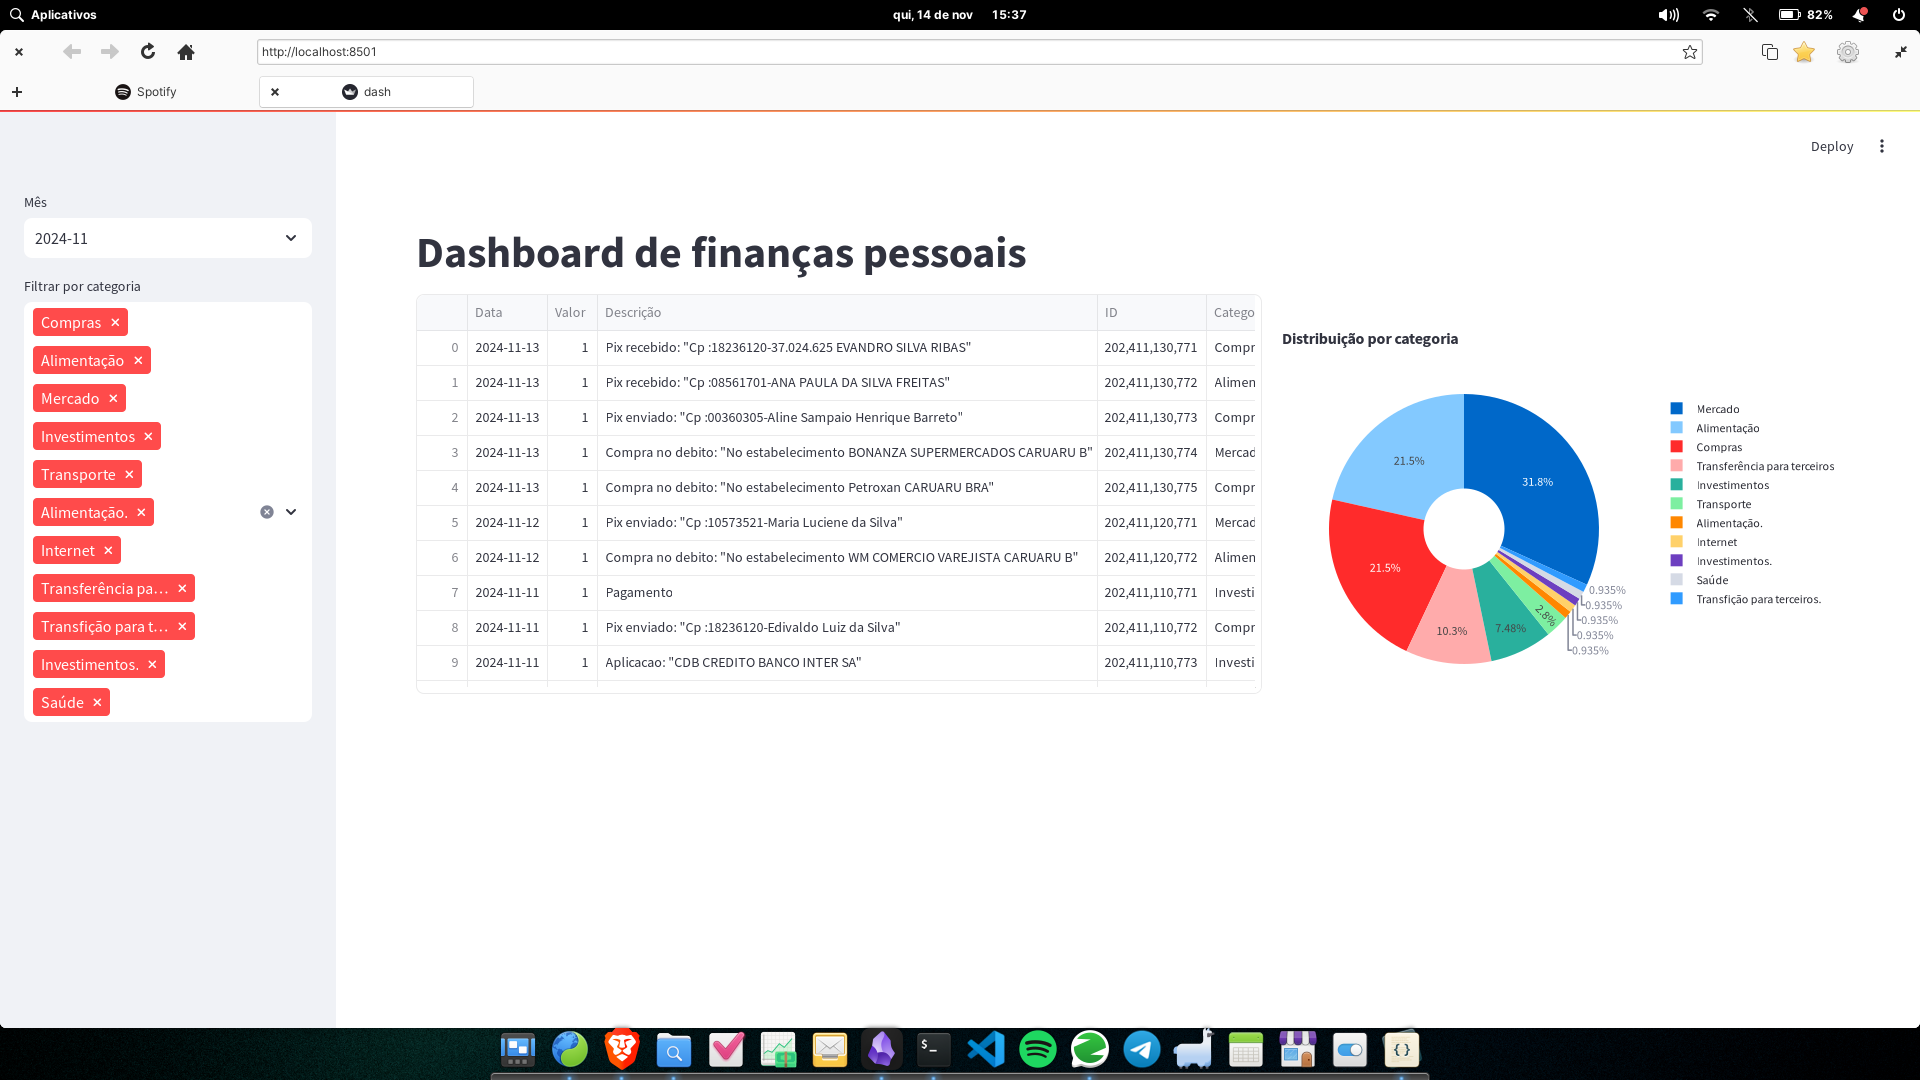 Aplicativos
qui, 14 de nov 15:37
82%
http://localhost:8501
Spotify
dash
Deploy
Mês
2024-11
Filtrar por categoria
Compras
Alimentação
Mercado
Investimentos
Transporte
Alimentação.
Internet
Transferência pa...
Transfição para t...
Investimentos.
Saúde
Dashboard de finanças pessoais
Data Valor Descrição ID Catego
0 2024-11-13 1 Pix recebido: "Cp :18236120-37.024.625 EVANDRO SILVA RIBAS" 202,411,130,771 Compr
1 2024-11-13 1 Pix recebido: "Cp :08561701-ANA PAULA DA SILVA FREITAS" 202,411,130,772 Alimen
2 2024-11-13 1 Pix enviado: "Cp :00360305-Aline Sampaio Henrique Barreto" 202,411,130,773 Compr
3 2024-11-13 1 Compra no debito: "No estabelecimento BONANZA SUPERMERCADOS CARUARU B" 202,411,130,774 Mercad
4 2024-11-13 1 Compra no debito: "No estabelecimento Petroxan CARUARU BRA" 202,411,130,775 Compr
5 2024-11-12 1 Pix enviado: "Cp :10573521-Maria Luciene da Silva" 202,411,120,771 Mercad
6 2024-11-12 1 Compra no debito: "No estabelecimento WM COMERCIO VAREJISTA CARUARU B" 202,411,120,772 Alimen
7 2024-11-11 1 Pagamento 202,411,110,771 Investi
8 2024-11-11 1 Pix enviado: "Cp :18236120-Edivaldo Luiz da Silva" 202,411,110,772 Compr
9 2024-11-11 1 Aplicacao: "CDB CREDITO BANCO INTER SA" 202,411,110,773 Investi
Distribuição por categoria
31.8%
21.5%
21.5%
10.3%
7.48%
2.8%
0.935%
0.935%
0.935%
0.935%
0.935%
Mercado
Alimentação
Compras
Transferência para terceiros
Investimentos
Transporte
Alimentação.
Internet
Investimentos.
Saúde
Transfição para terceiros.